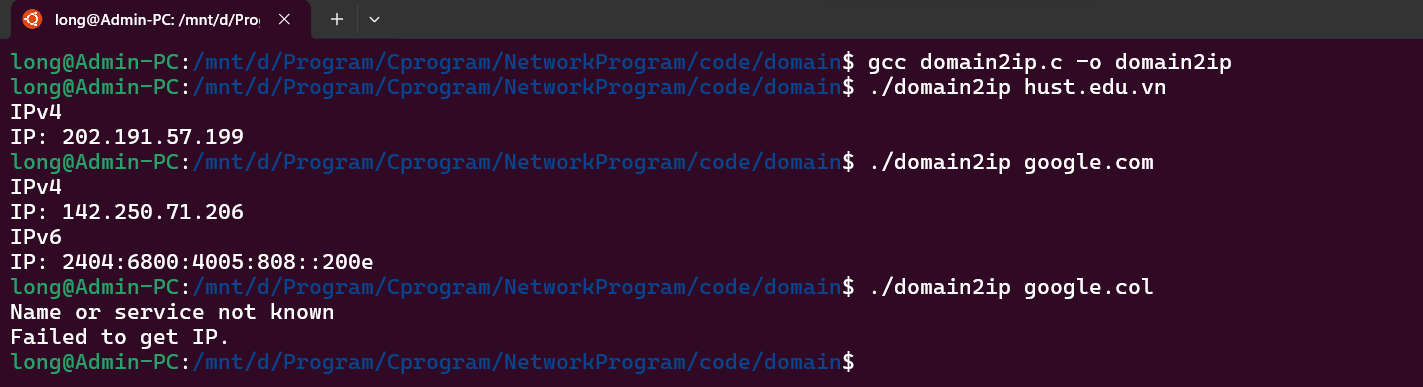 long@Admin-PC: /mnt/d/Pro
long@Admin-PC:/mnt/d/Program/Cprogram/NetworkProgram/code/domain$ gcc domain2ip.c -o domain2ip
long@Admin-PC:/mnt/d/Program/Cprogram/NetworkProgram/code/domain$ ./domain2ip hust.edu.vn
IPv4
IP: 202.191.57.199
long@Admin-PC:/mnt/d/Program/Cprogram/NetworkProgram/code/domain$ ./domain2ip google.com
IPv4
IP: 142.250.71.206
IPv6
IP: 2404:6800:4005:808::200e
long@Admin-PC:/mnt/d/Program/Cprogram/NetworkProgram/code/domain$ ./domain2ip google.col
Name or service not known
Failed to get IP.
long@Admin-PC:/mnt/d/Program/Cprogram/NetworkProgram/code/domain$